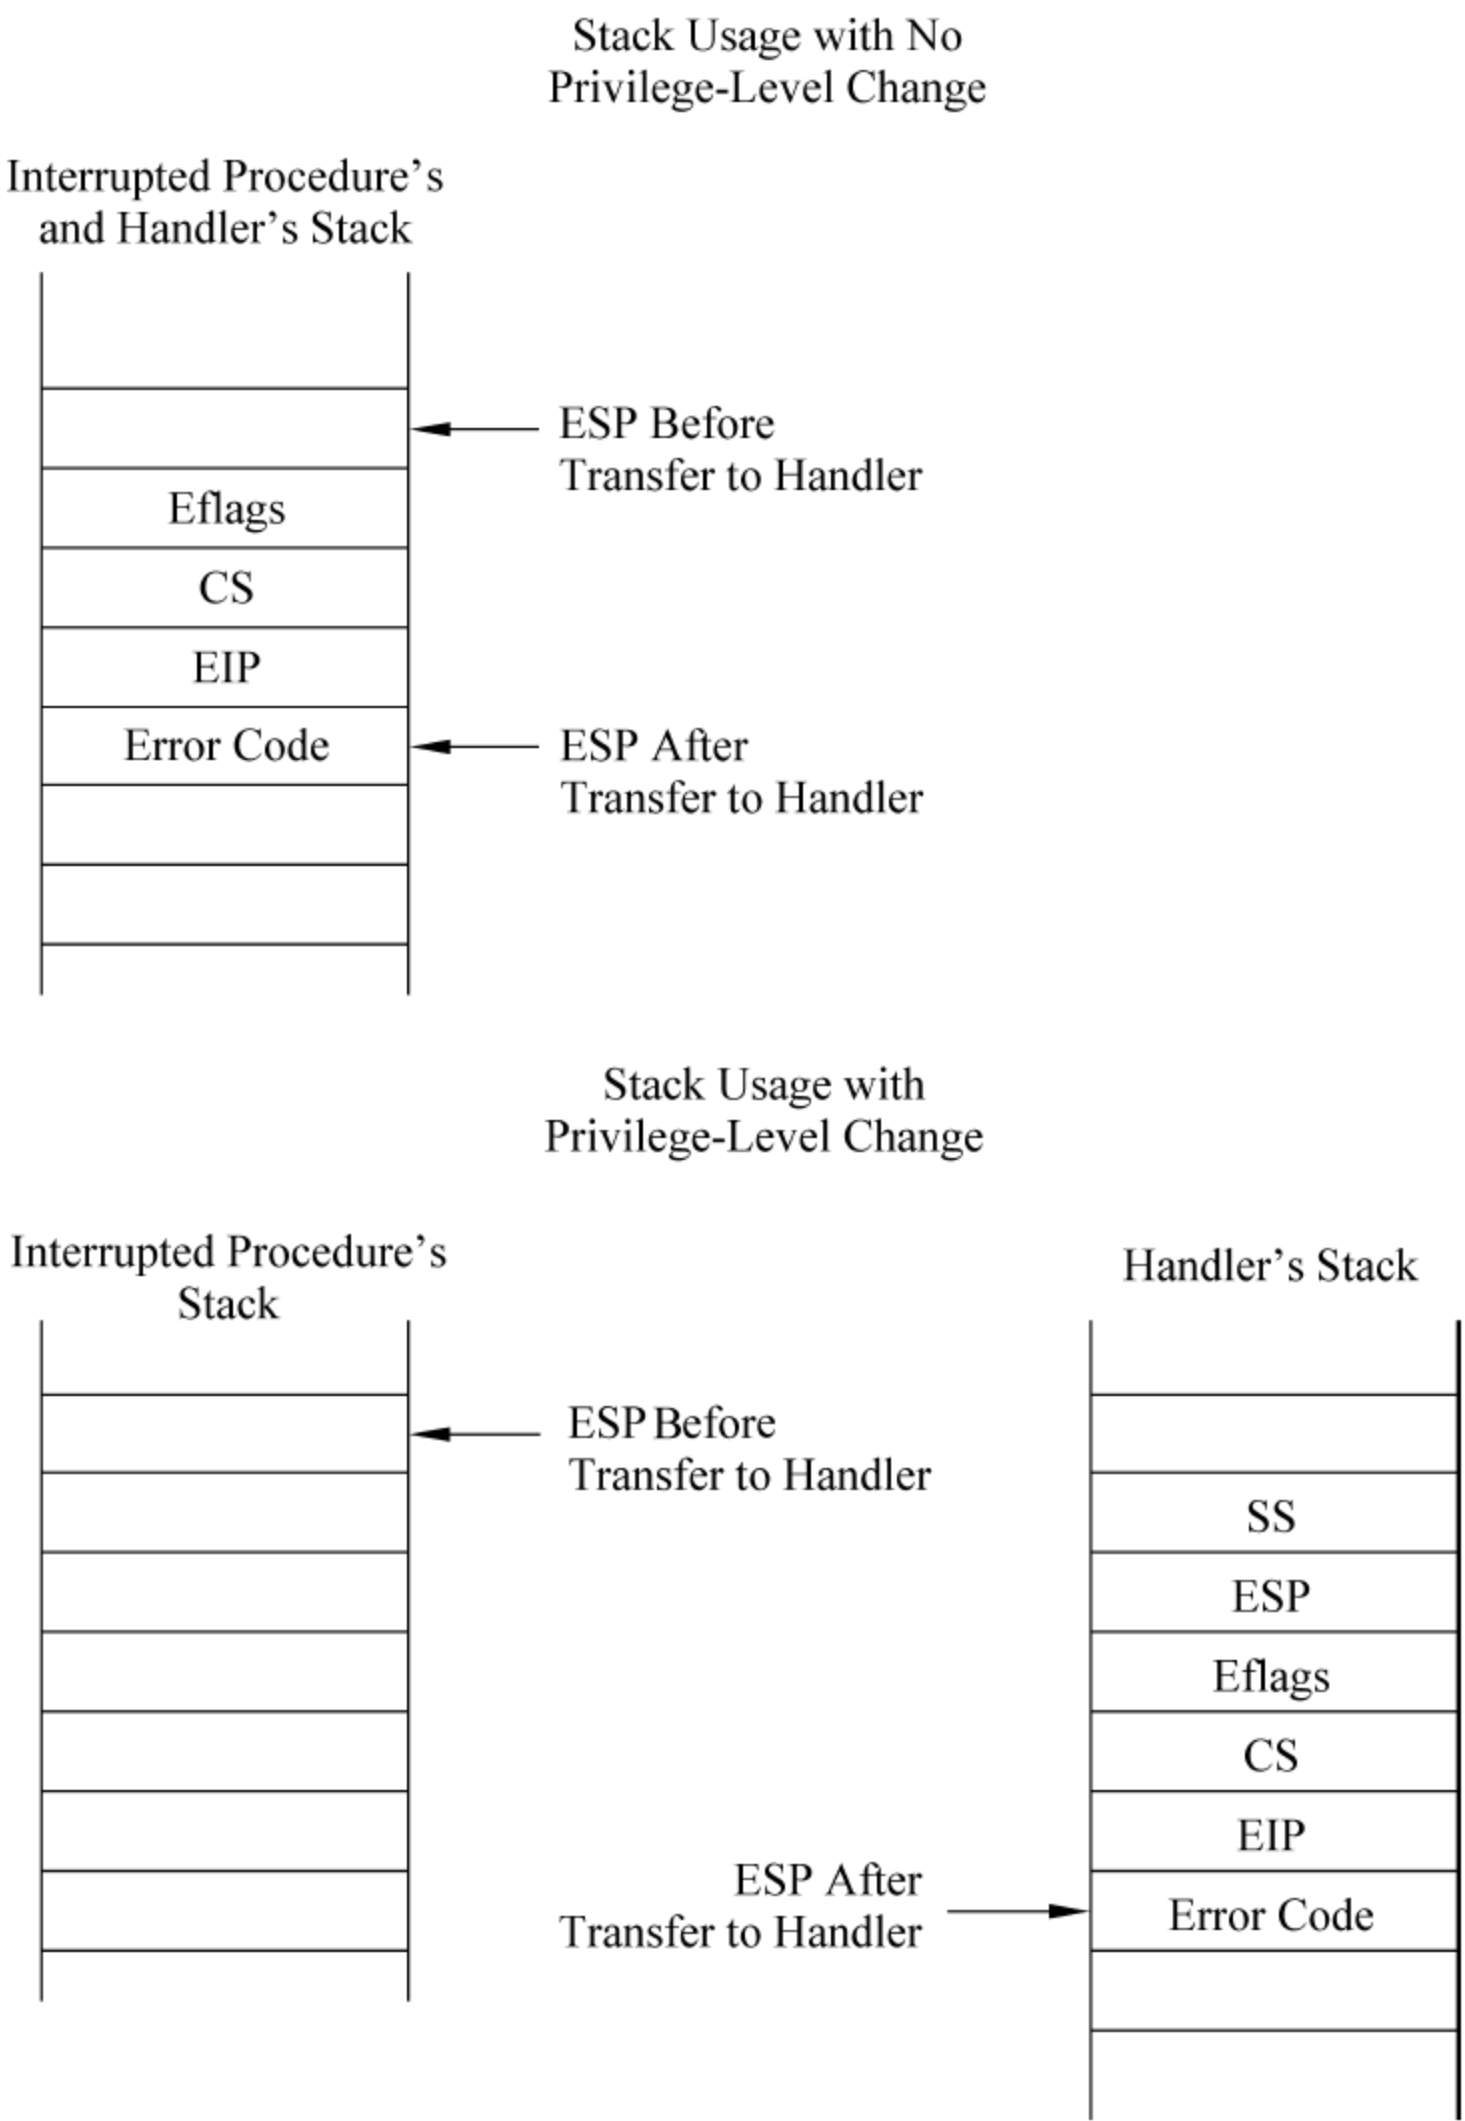 Stack Usage with No
Privilege-Level Change
Interrupted Procedure’s
and Handler’s Stack
ESP Before
Transfer to Handler
Eflags
CS
EIP
Error Code
ESP After
Transfer to Handler
Stack Usage with
Privilege-Level Change
Interrupted Procedure’s
Stack
Handler’s Stack
ESP Before
Transfer to Handler
SS
ESP
Eflags
CS
EIP
ESP After
Transfer to Handler
Error Code